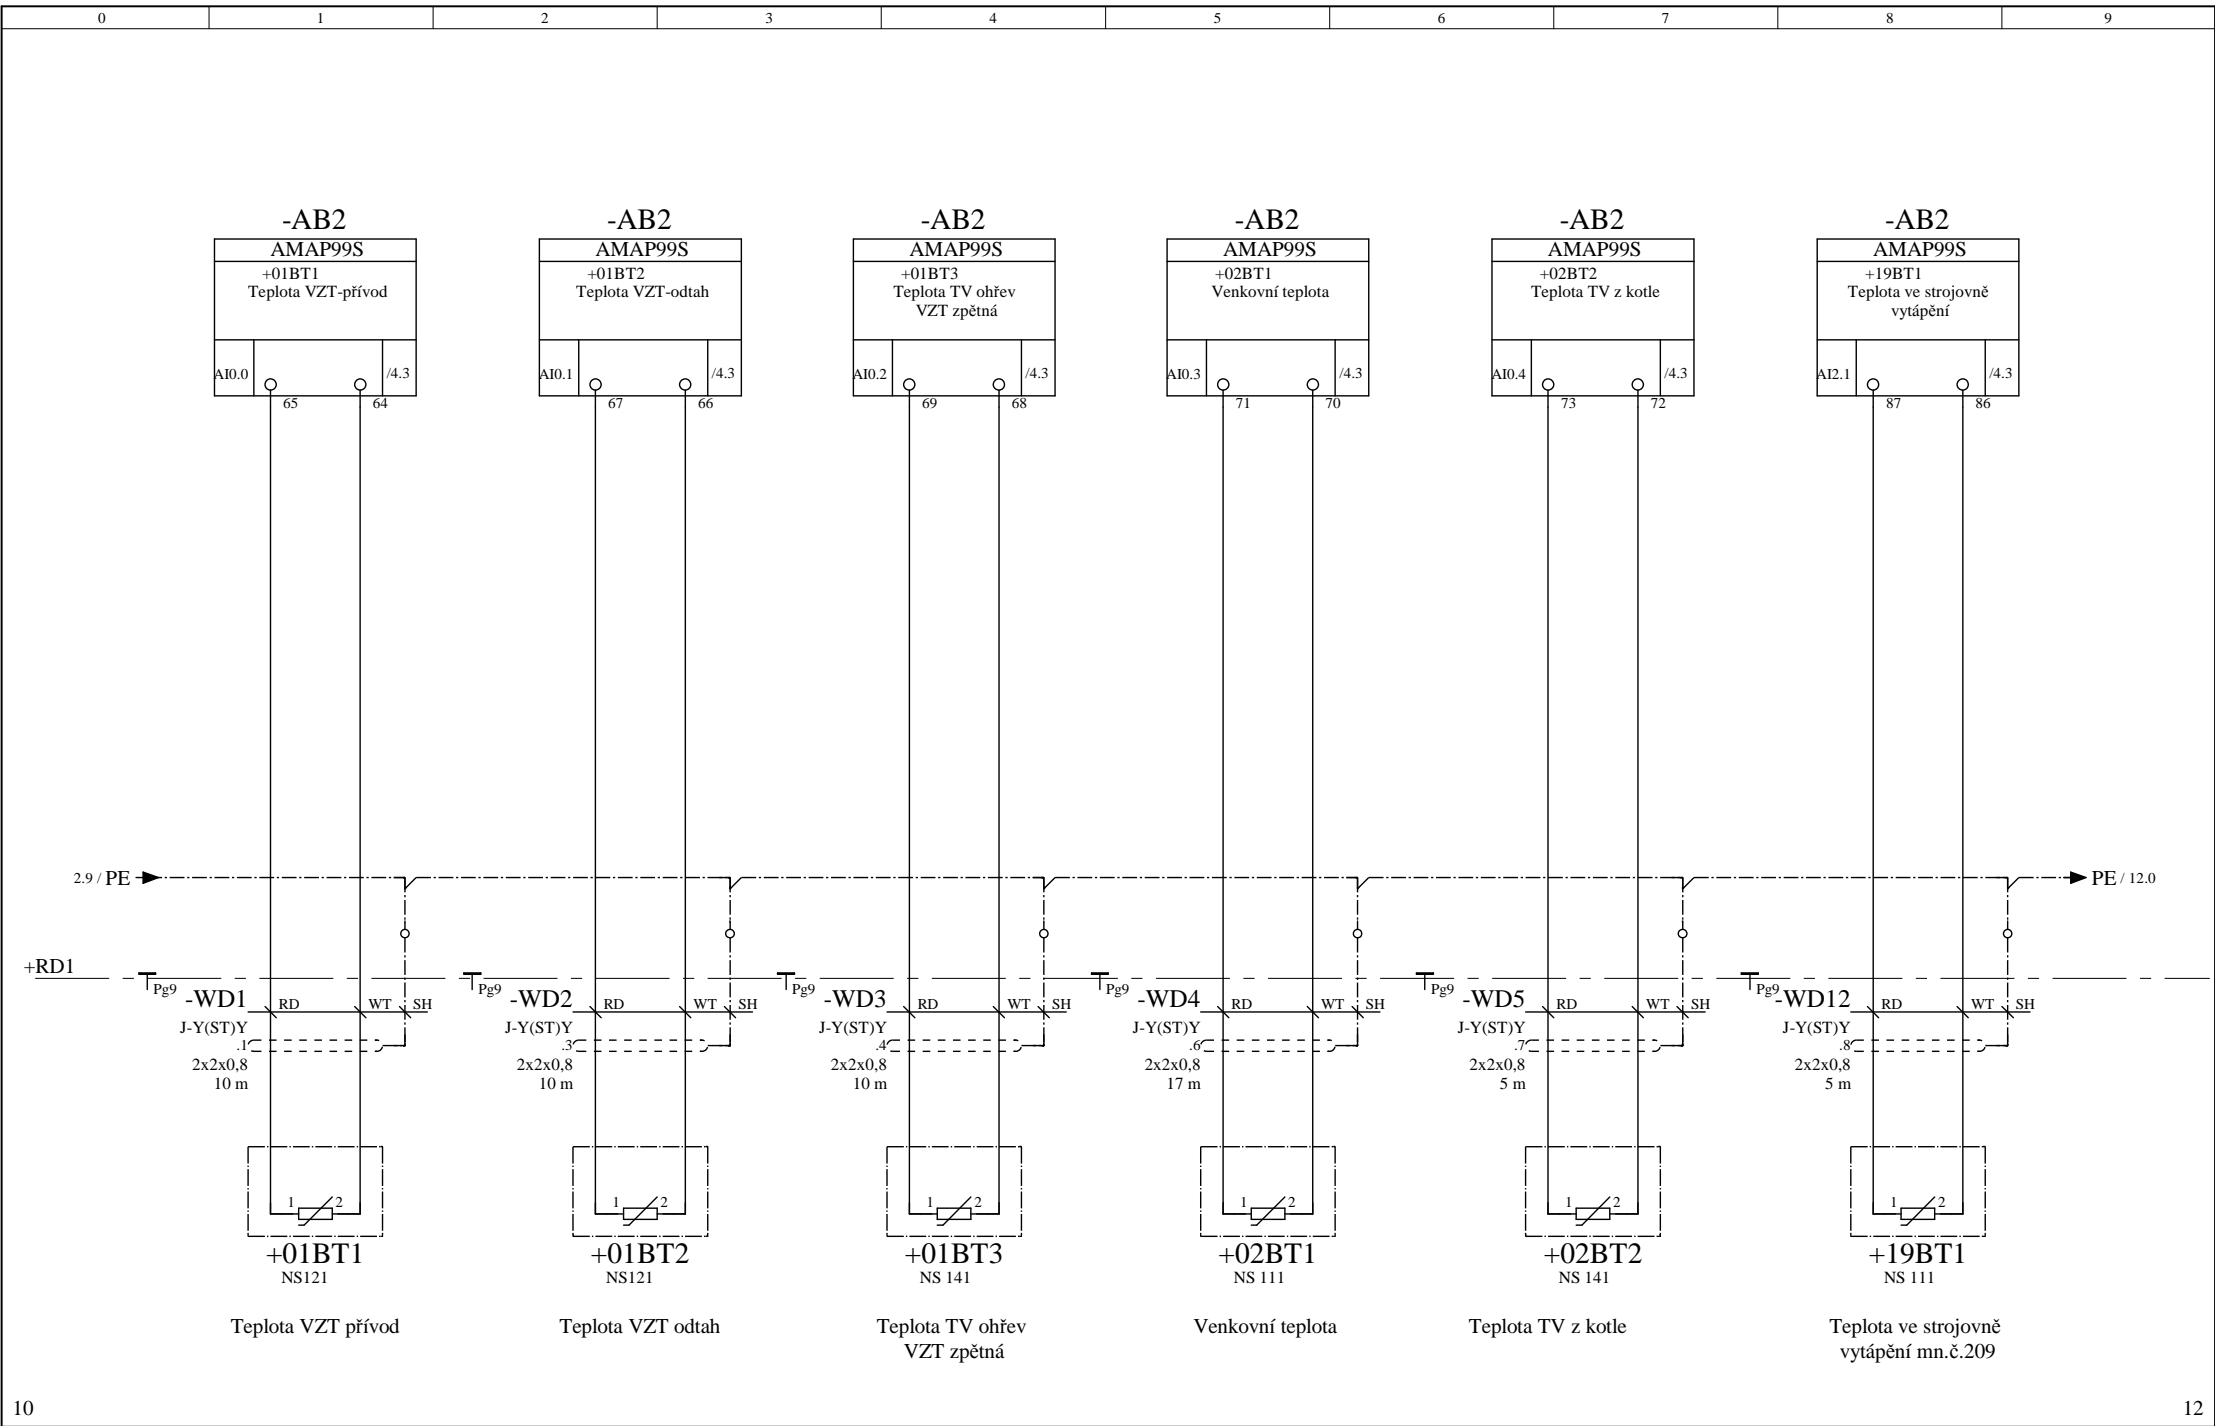 0 1 2 3 4 5 6 7 8 9
-AB2 -AB2 -AB2 -AB2 -AB2 -AB2
AMAP99S AMAP99S AMAP99S AMAP99S AMAP99S AMAP99S
+01BT1 +01BT2 +01BT3 +02BT1 +02BT2 +19BT1
Teplota VZT-přívod Teplota VZT-odtah Teplota TV ohřev Venkovní teplota Teplota TV z kotle Teplota ve strojovně
VZT zpětná vytápění
AI0.0 /4.3 AI0.1 /4.3 AI0.2 /4.3 AI0.3 /4.3 AI0.4 /4.3 AI2.1 /4.3
65 64 67 66 69 68 71 70 73 72 87 86
2.9 / PE PE / 12.0
+RD1
Pg9 Pg9 Pg9 Pg9 Pg9 Pg9
-WD1 RD WT SH -WD2 RD WT SH -WD3 RD WT SH -WD4 RD WT SH -WD5 RD WT SH -WD12 RD WT SH
J-Y(ST)Y J-Y(ST)Y J-Y(ST)Y J-Y(ST)Y J-Y(ST)Y J-Y(ST)Y
.1 .3 .4 .6 .7 .8
2x2x0,8 2x2x0,8 2x2x0,8 2x2x0,8 2x2x0,8 2x2x0,8
10 m 10 m 10 m 17 m 5 m 5 m
1 2 1 2 1 2 1 2 1 2 1 2
+01BT1 +01BT2 +01BT3 +02BT1 +02BT2 +19BT1
NS121 NS121 NS 141 NS 111 NS 141 NS 111
Teplota VZT přívod Teplota VZT odtah Teplota TV ohřev Venkovní teplota Teplota TV z kotle Teplota ve strojovně
VZT zpětná vytápění mn.č.209
10 12